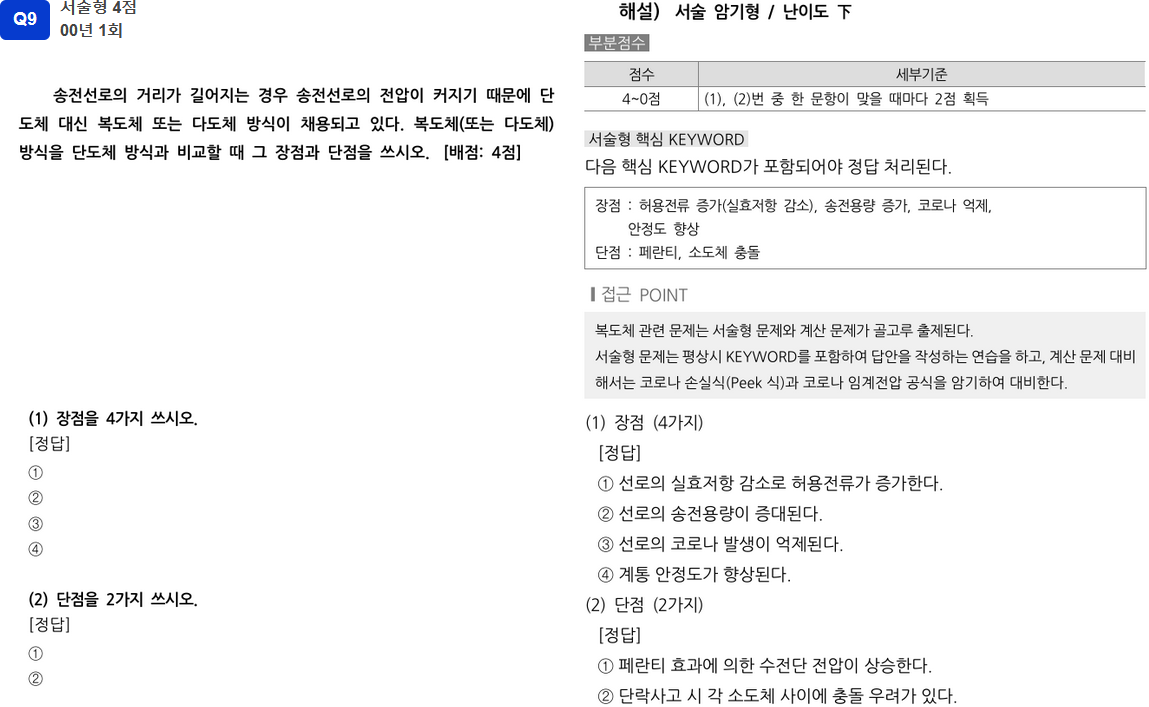 Q9
서술형 4점
00년 1회
송전선로의 거리가 길어지는 경우 송전선로의 전압이 커지기 때문에 단
도체 대신 복도체 또는 다도체 방식이 채용되고 있다. 복도체(또는 다도체)
방식을 단도체 방식과 비교할 때 그 장점과 단점을 쓰시오. [배점: 4점]
(1) 장점을 4가지 쓰시오.
[정답]
①
②
③
④
(2) 단점을 2가지 쓰시오.
[정답]
①
②
해설) 서술 암기형 / 난이도 下
부분점수
점수 세부기준
4~0점 (1), (2)번 중 한 문항이 맞을 때마다 2점 획득
서술형 핵심 KEYWORD
다음 핵심 KEYWORD가 포함되어야 정답 처리된다.
장점 : 허용전류 증가(실효저항 감소), 송전용량 증가, 코로나 억제,
안정도 향상
단점 : 페란티, 소도체 충돌
접근 POINT
복도체 관련 문제는 서술형 문제와 계산 문제가 골고루 출제된다.
서술형 문제는 평상시 KEYWORD를 포함하여 답안을 작성하는 연습을 하고, 계산 문제 대비
해서는 코로나 손실식(Peek 식)과 코로나 임계전압 공식을 암기하여 대비한다.
(1) 장점 (4가지)
[정답]
① 선로의 실효저항 감소로 허용전류가 증가한다.
② 선로의 송전용량이 증대된다.
③ 선로의 코로나 발생이 억제된다.
④ 계통 안정도가 향상된다.
(2) 단점 (2가지)
[정답]
① 페란티 효과에 의한 수전단 전압이 상승한다.
② 단락사고 시 각 소도체 사이에 충돌 우려가 있다.